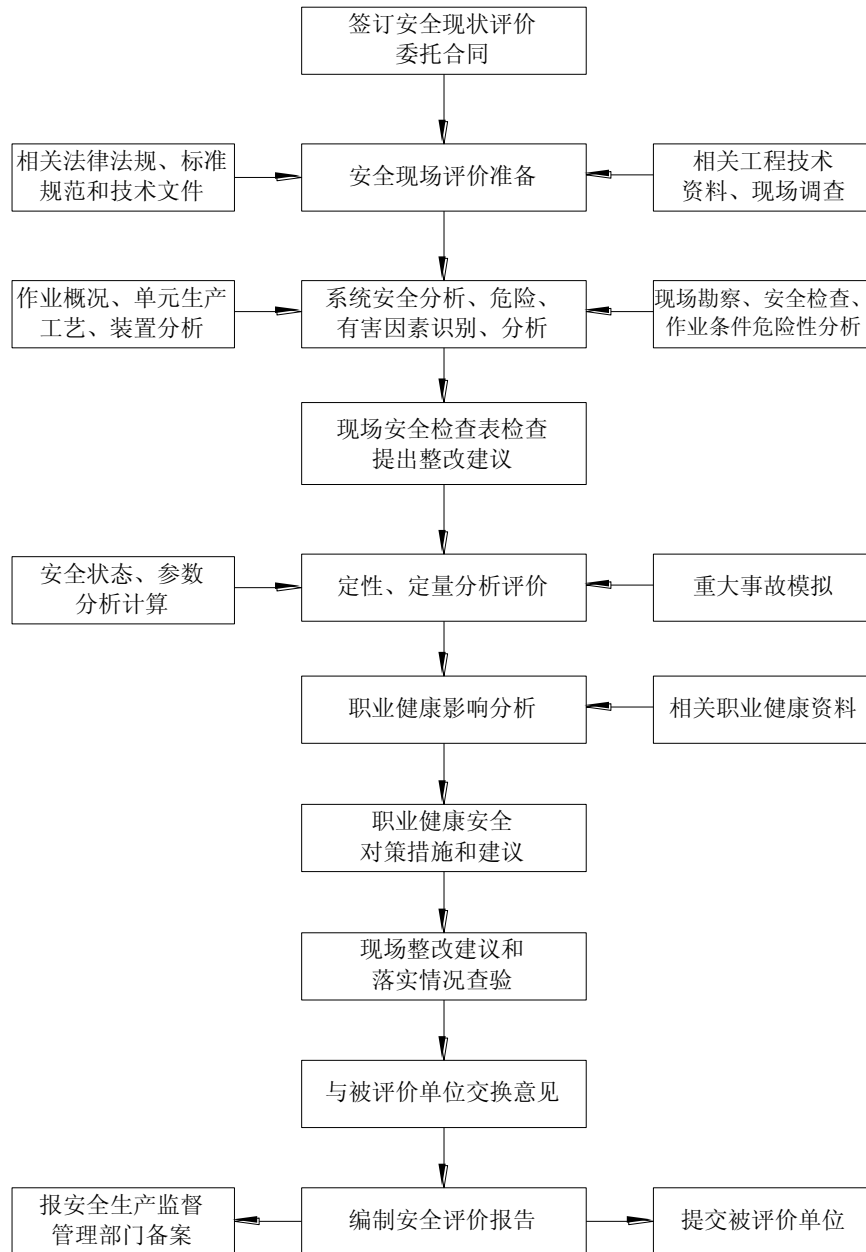 签订安全现状评价
委托合同
相关法律法规、标准
规范和技术文件
安全现场评价准备
相关工程技术
资料、现场调查
作业概况、单元生产
工艺、装置分析
系统安全分析、危险、
有害因素识别、分析
现场勘察、安全检查、
作业条件危险性分析
现场安全检查表检查
提出整改建议
安全状态、参数
分析计算
定性、定量分析评价
重大事故模拟
职业健康影响分析
相关职业健康资料
职业健康安全
对策措施和建议
现场整改建议和
落实情况查验
与被评价单位交换意见
报安全生产监督
管理部门备案
编制安全评价报告
提交被评价单位